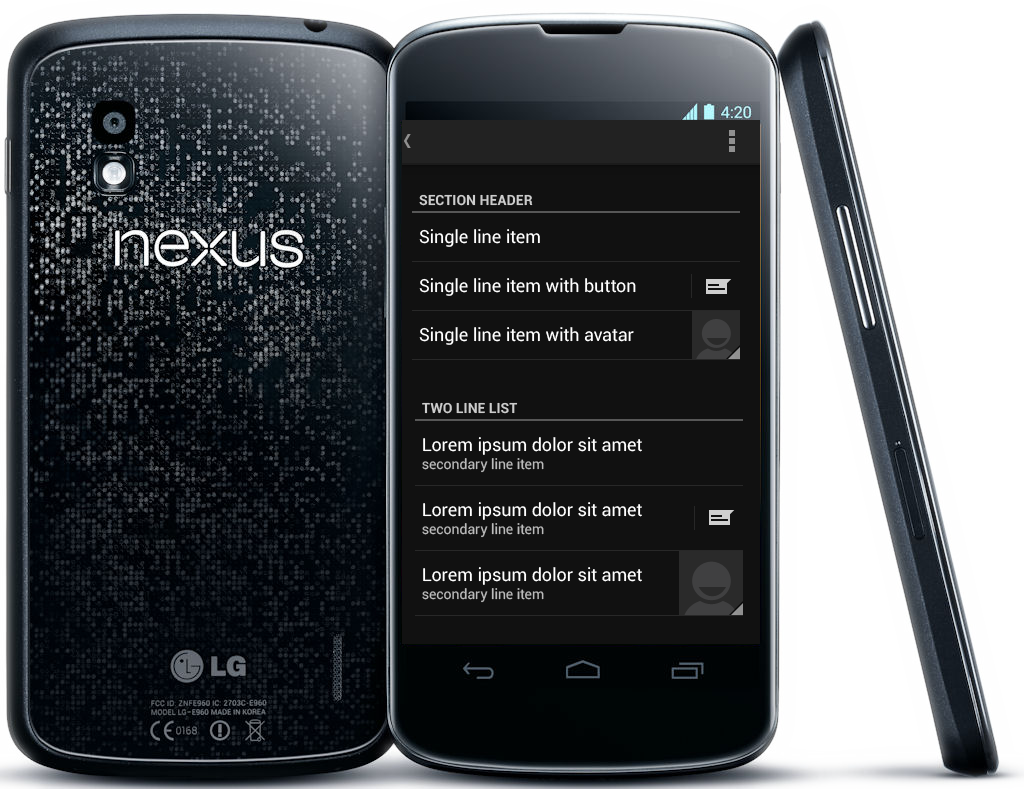 nexus
LG
FCC ID: ZNFE960 IC: 2703C-E960
MODEL LG-E960 MADE IN KOREA
CE0168
4:20
SECTION HEADER
Single line item
Single line item with button
Single line item with avatar
TWO LINE LIST
Lorem ipsum dolor sit amet
secondary line item
Lorem ipsum dolor sit amet
secondary line item
Lorem ipsum dolor sit amet
secondary line item